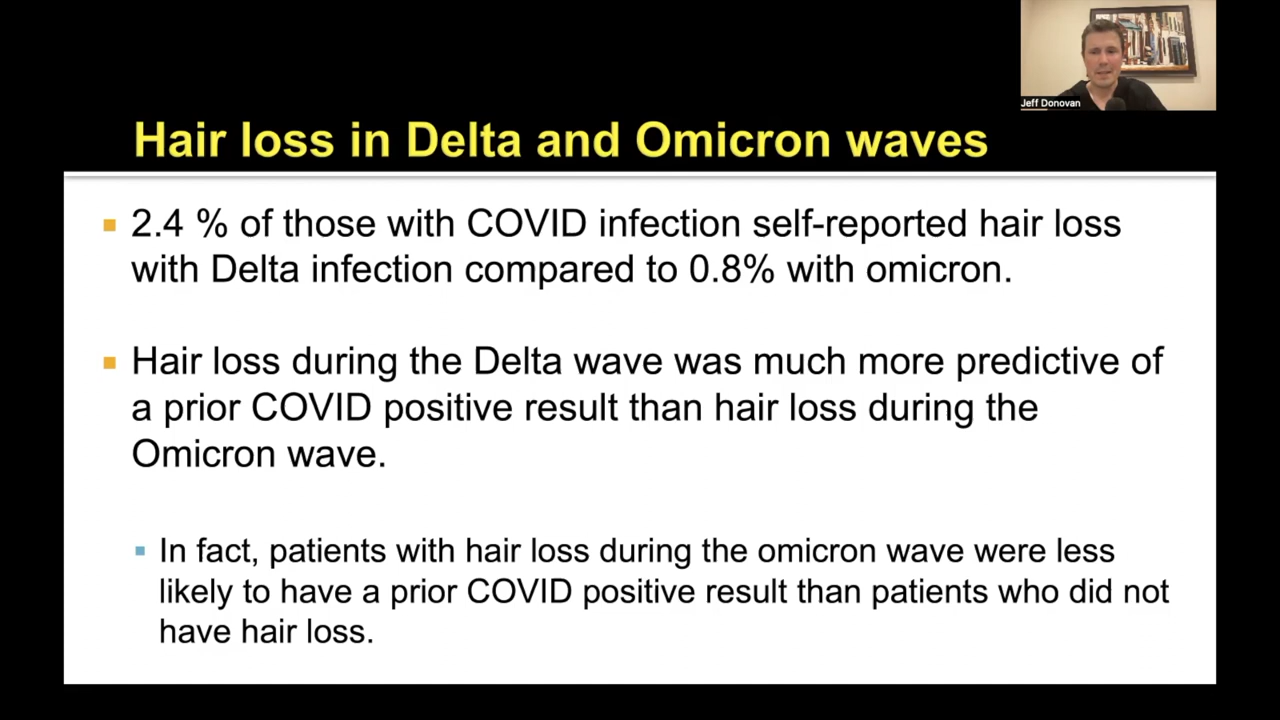 Jeff Donovan
Hair loss in Delta and Omicron waves
2.4 % of those with COVID infection self-reported hair loss
with Delta infection compared to 0.8% with omicron.
Hair loss during the Delta wave was much more predictive of
a prior COVID positive result than hair loss during the
Omicron wave.
In fact, patients with hair loss during the omicron wave were less
likely to have a prior COVID positive result than patients who did not
have hair loss.